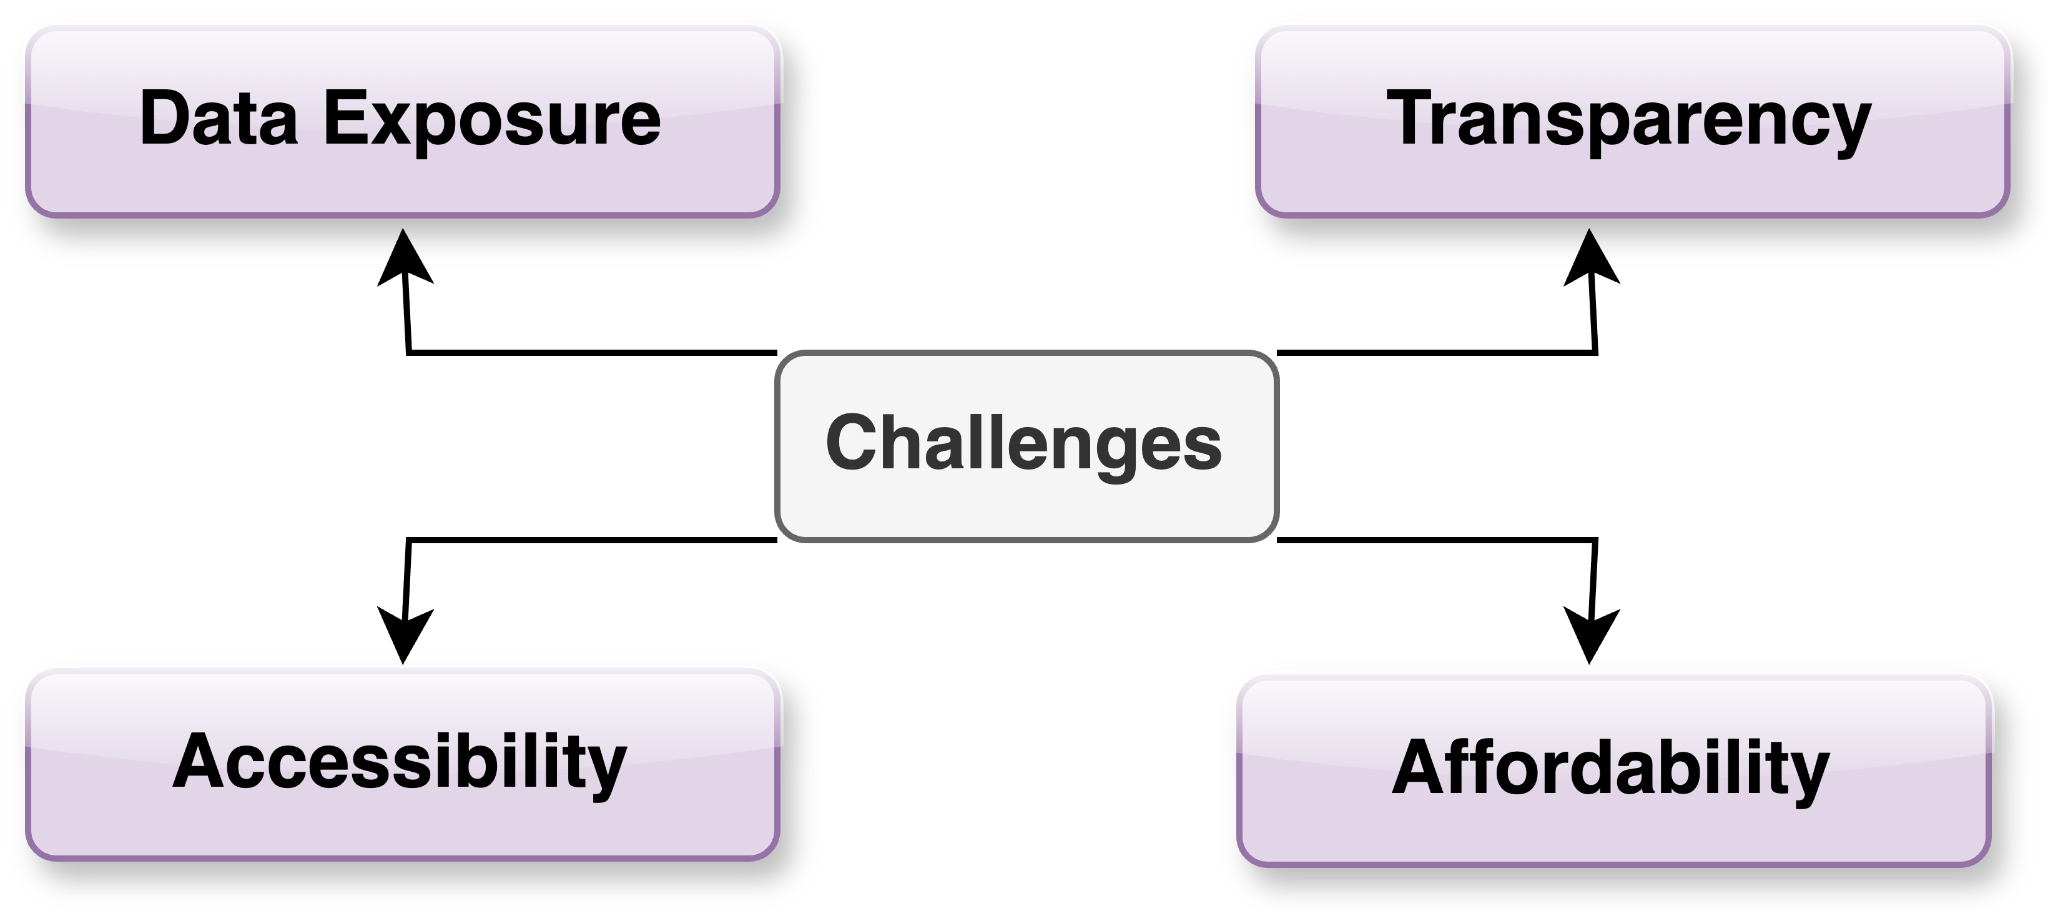 Data Exposure
Transparency
Challenges
Accessibility
Affordability